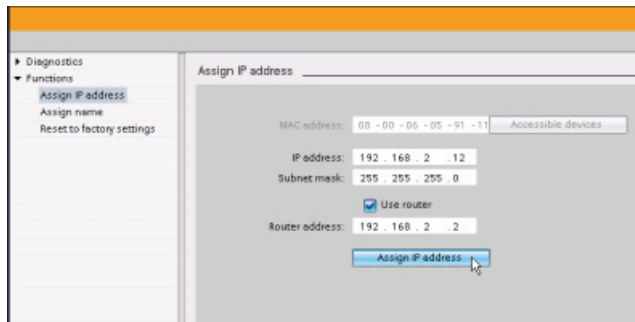 Diagnostics
Functions
Assign IP address
Assign name
Reset to factory settings
Assign IP address
MAC address: 08 - 00 - 06 - 05 - 91 - 11 Accessible devices
IP address: 192 . 168 . 2 . 12
Subnet mask: 255 . 255 . 255 . 0
Use router
Router address: 192 . 168 . 2 . 2
Assign IP address